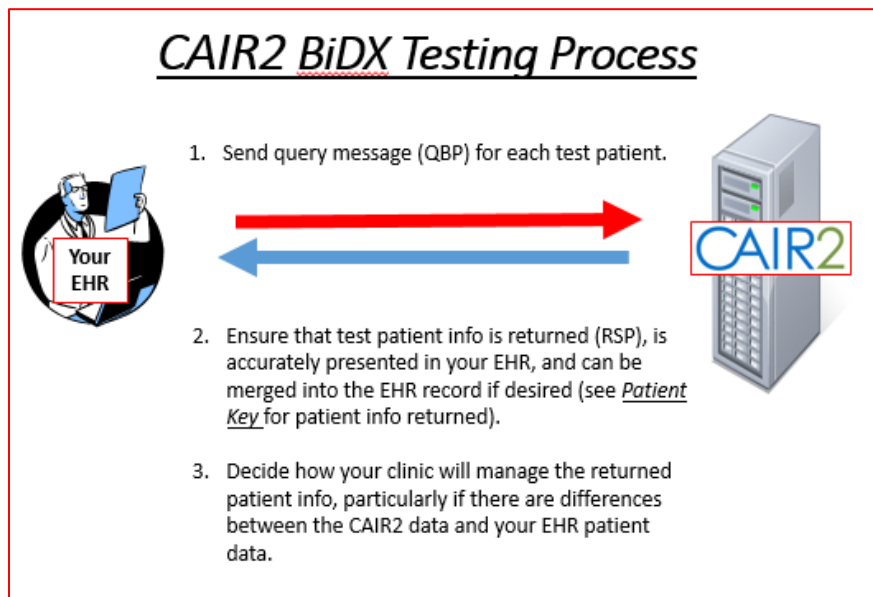 CAIR2 BiDX Testing Process
1. Send query message (QBP) for each test patient.
Your
EHR
CAIR2
2. Ensure that test patient info is returned (RSP), is
accurately presented in your EHR, and can be
merged into the EHR record if desired (see Patient
Key for patient info returned).
3. Decide how your clinic will manage the returned
patient info, particularly if there are differences
between the CAIR2 data and your EHR patient
data.